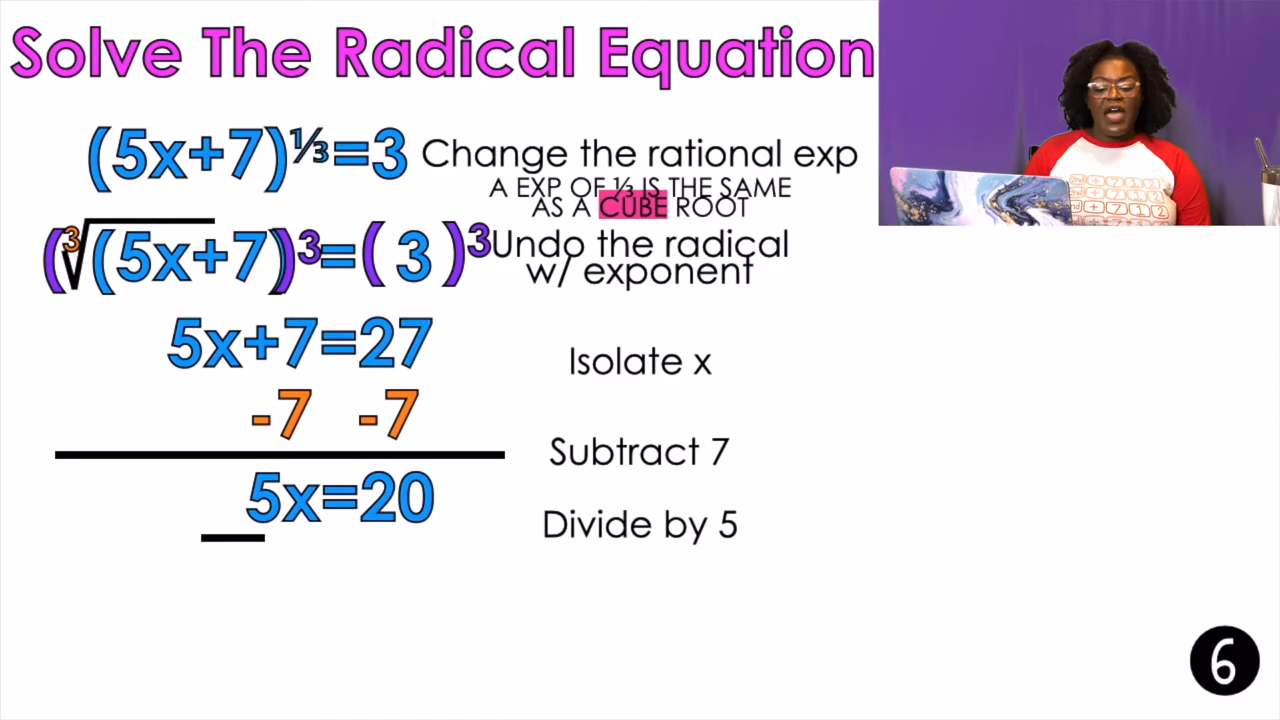 Solve The Radical Equation
(5x+7)⅓=3 Change the rational exp
A EXP OF ⅓ IS THE SAME
AS A CUBE ROOT
(∛(5x+7))³=( 3 )³ Undo the radical
w/ exponent
5x+7=27
Isolate x
-7 -7
Subtract 7
5x=20
Divide by 5
6